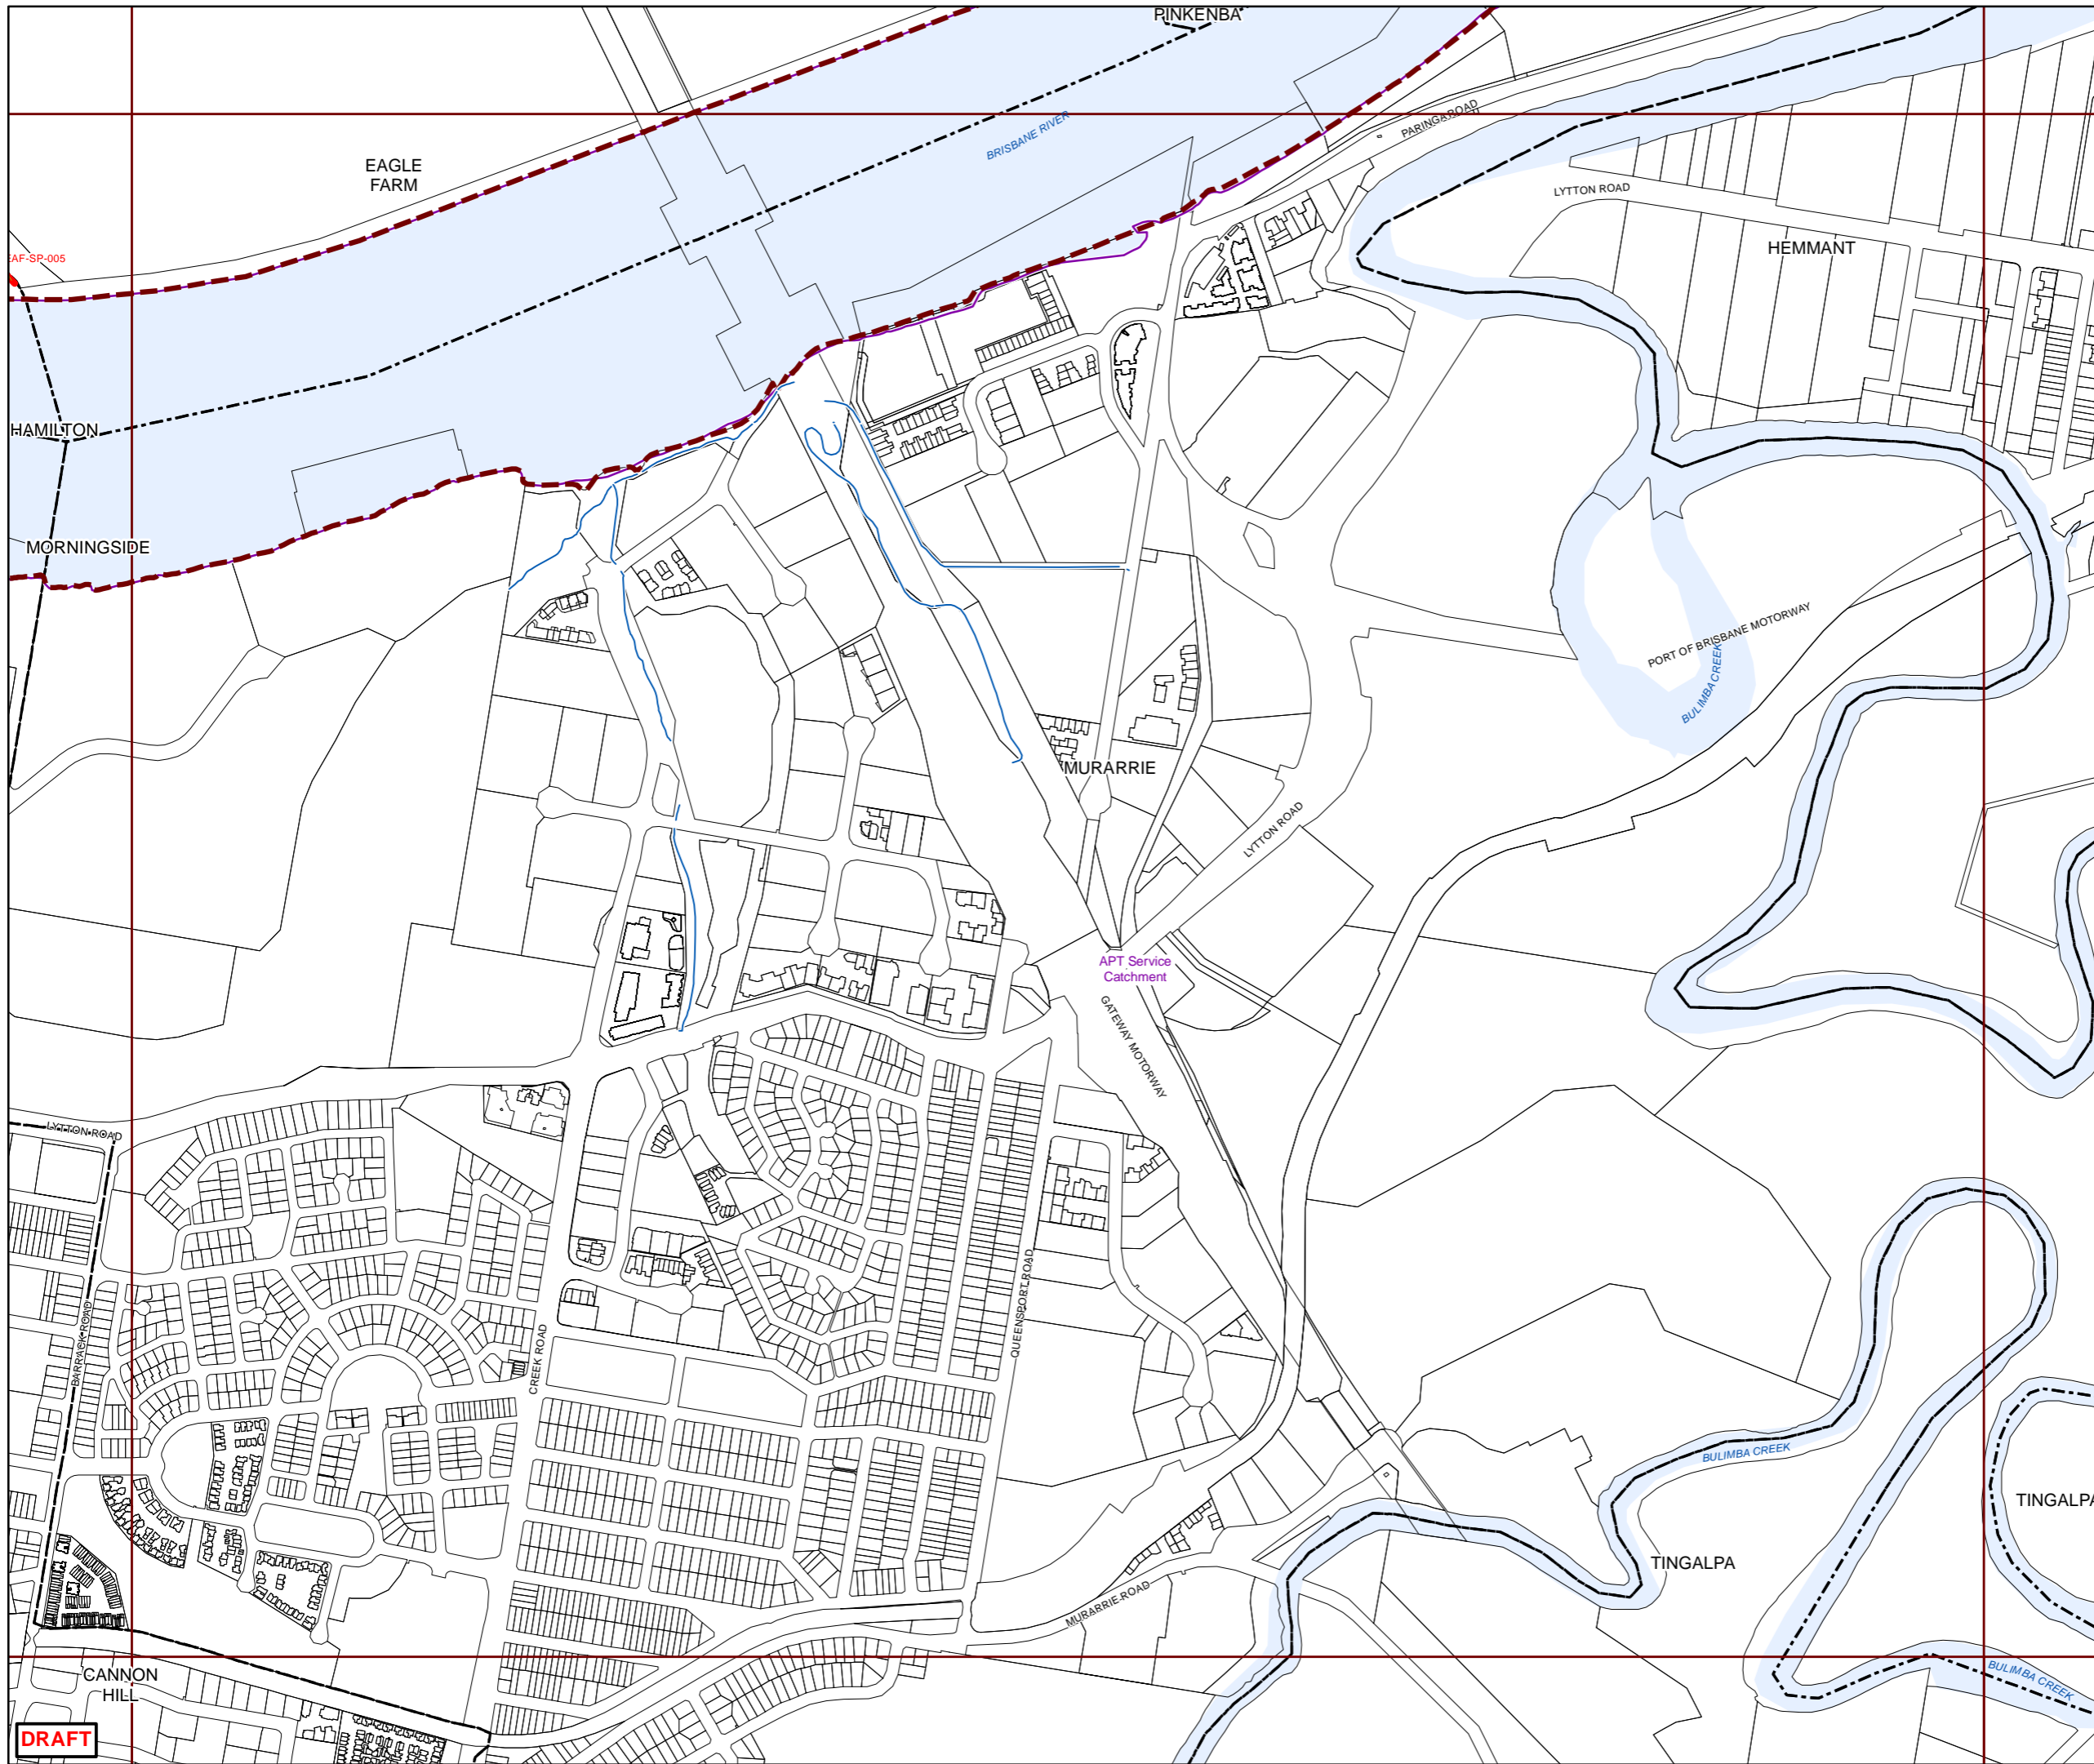 PINKENBA
PARINGA ROAD
BRISBANE RIVER
EAGLE
FARM
LYTTON ROAD
HEMMANT
EAF-SP-005
HAMILTON
MORNINGSIDE
PORT OF BRISBANE MOTORWAY
BULIMBA CREEK
MURARRIE
LYTTON ROAD
APT Service
Catchment
GATEWAY MOTORWAY
LYTTON ROAD
QUEENSPORT ROAD
BARRACK ROAD
CREEK ROAD
BULIMBA CREEK
TINGALPA
TINGALPA
MURARRIE ROAD
CANNON
HILL
BULIMBA CREEK
DRAFT